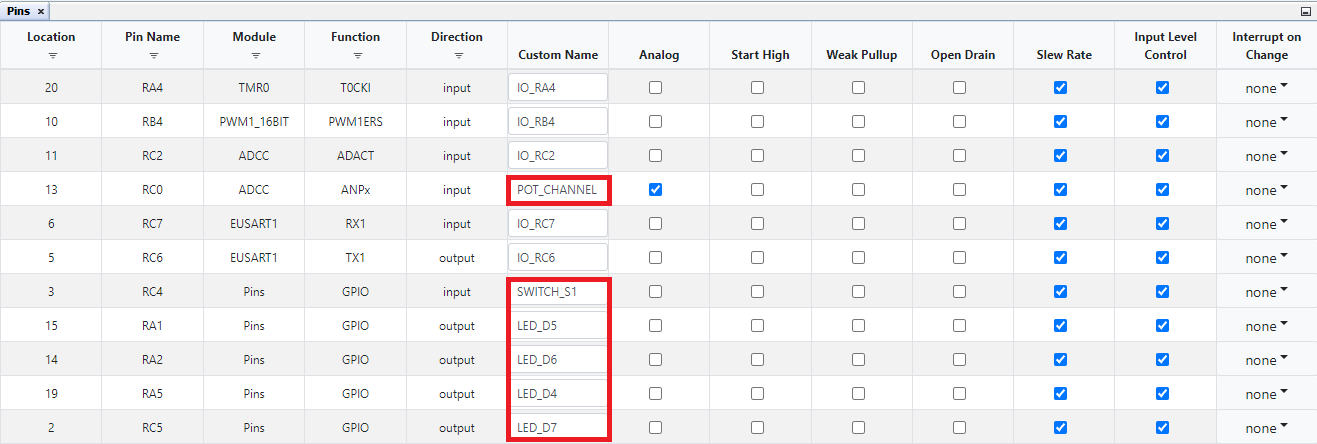 Pins ×
Location Pin Name Module Function Direction Custom Name Analog Start High Weak Pullup Open Drain Slew Rate Input Level Control Interrupt on Change
20 RA4 TMR0 T0CKI input IO_RA4 none
10 RB4 PWM1_16BIT PWM1ERS input IO_RB4 none
11 RC2 ADCC ADACT input IO_RC2 none
13 RC0 ADCC ANPx input POT_CHANNEL none
6 RC7 EUSART1 RX1 input IO_RC7 none
5 RC6 EUSART1 TX1 output IO_RC6 none
3 RC4 Pins GPIO input SWITCH_S1 none
15 RA1 Pins GPIO output LED_D5 none
14 RA2 Pins GPIO output LED_D6 none
19 RA5 Pins GPIO output LED_D4 none
2 RC5 Pins GPIO output LED_D7 none